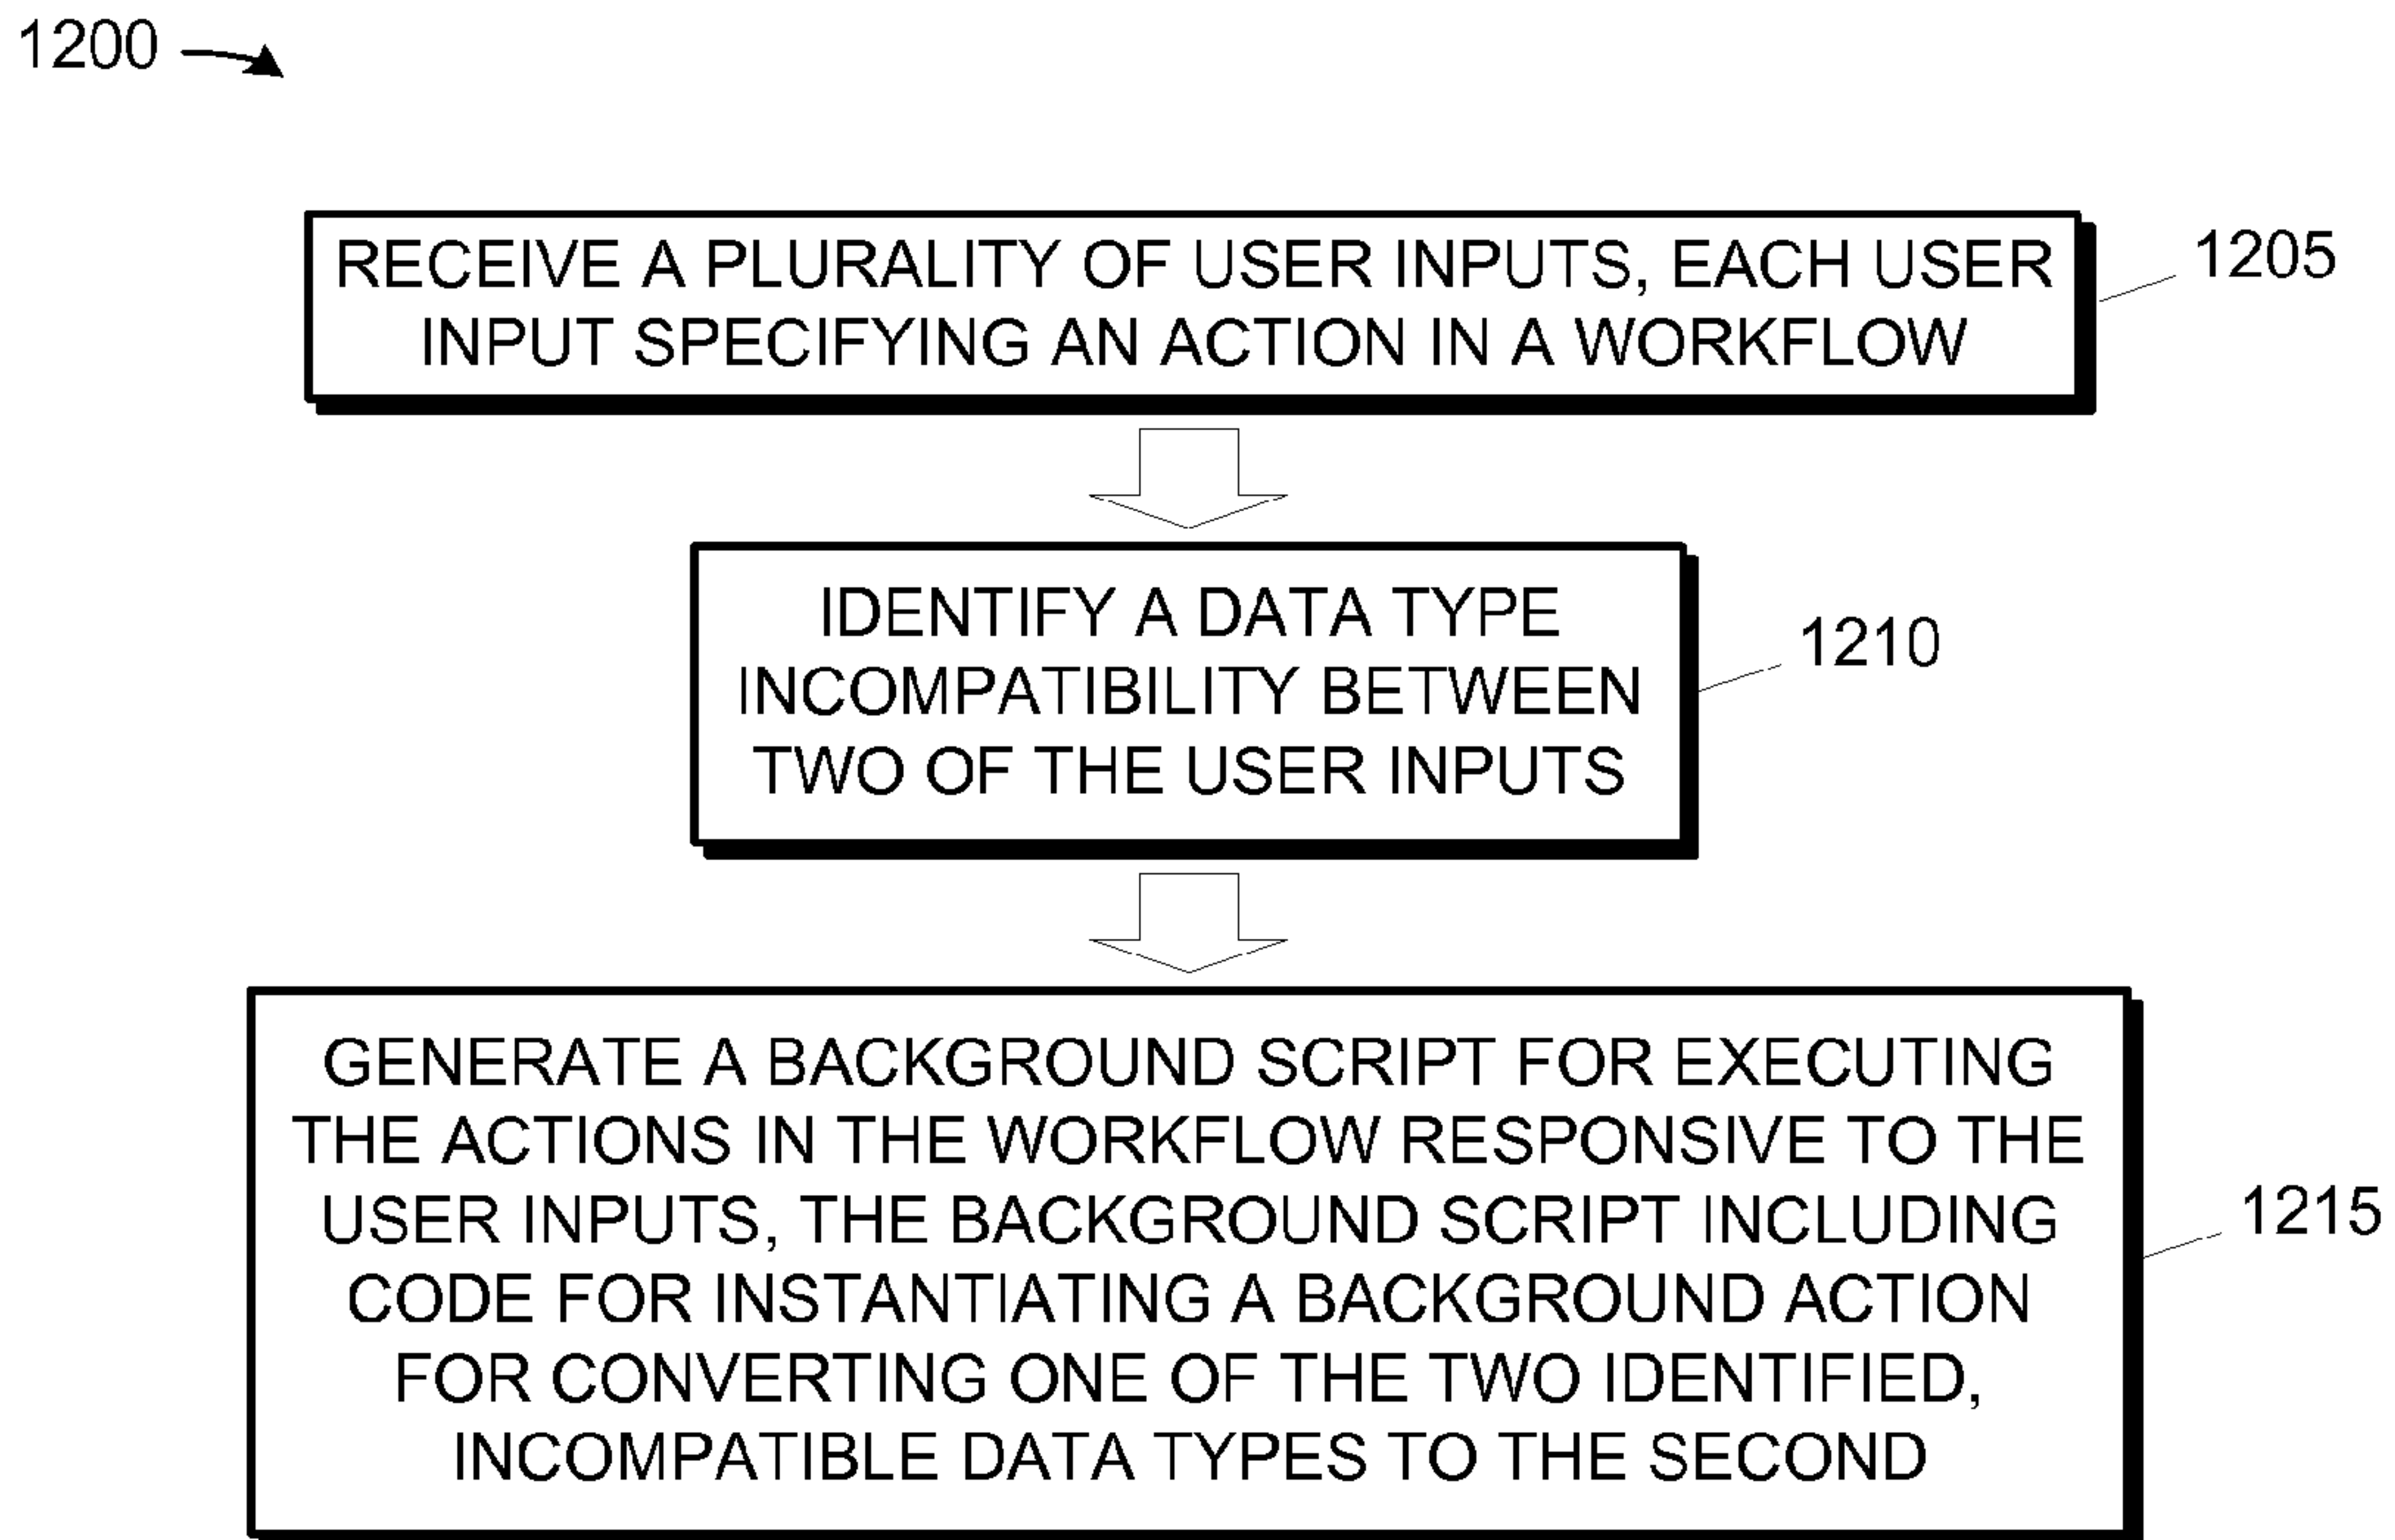 1200
RECEIVE A PLURALITY OF USER INPUTS, EACH USER
INPUT SPECIFYING AN ACTION IN A WORKFLOW
1205
IDENTIFY A DATA TYPE
INCOMPATIBILITY BETWEEN
TWO OF THE USER INPUTS
1210
GENERATE A BACKGROUND SCRIPT FOR EXECUTING
THE ACTIONS IN THE WORKFLOW RESPONSIVE TO THE
USER INPUTS, THE BACKGROUND SCRIPT INCLUDING
CODE FOR INSTANTIATING A BACKGROUND ACTION
FOR CONVERTING ONE OF THE TWO IDENTIFIED,
INCOMPATIBLE DATA TYPES TO THE SECOND
1215